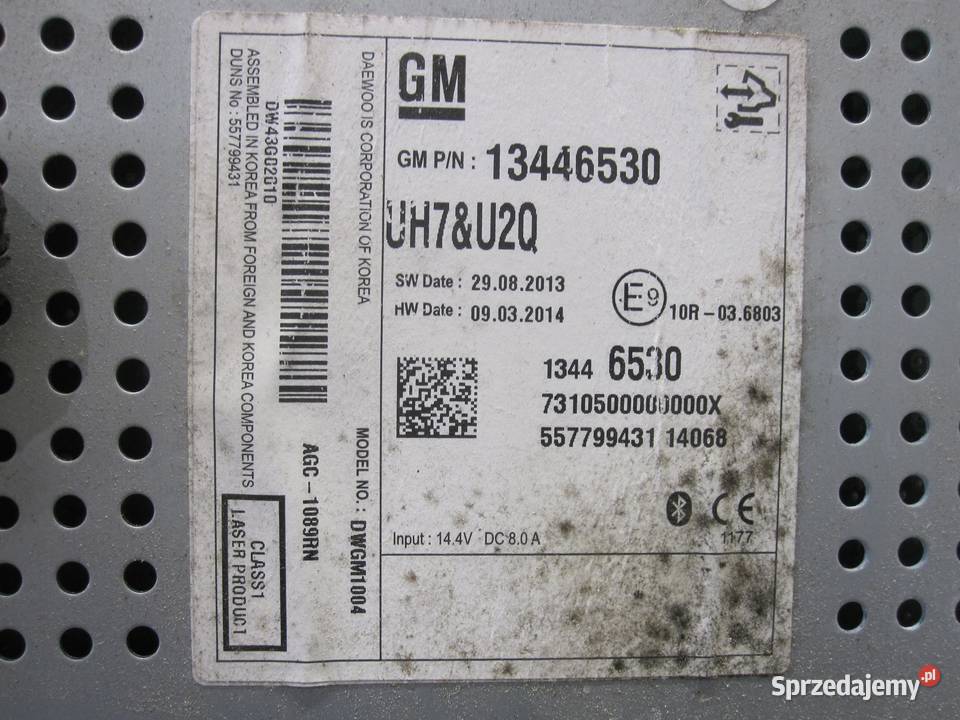 GM
GM P/N : 13446530
UH7&U2Q
SW Date : 29.08.2013
HW Date : 09.03.2014
E9
10R - 03.6803
1344 6530
7310500000000X
557799431 14068
CE
1177
Input : 14.4V DC 8.0 A
DAEWOO IS CORPORATION OF KOREA
MODEL NO. : DWGM1004
DW43G02010
AGC - 1089RN
ASSEMBLED IN KOREA FROM FOREIGN AND KOREA COMPONENTS
DUNS No : 557799431
CLASS1
LASER PRODUCT
Sprzedajemy.pl